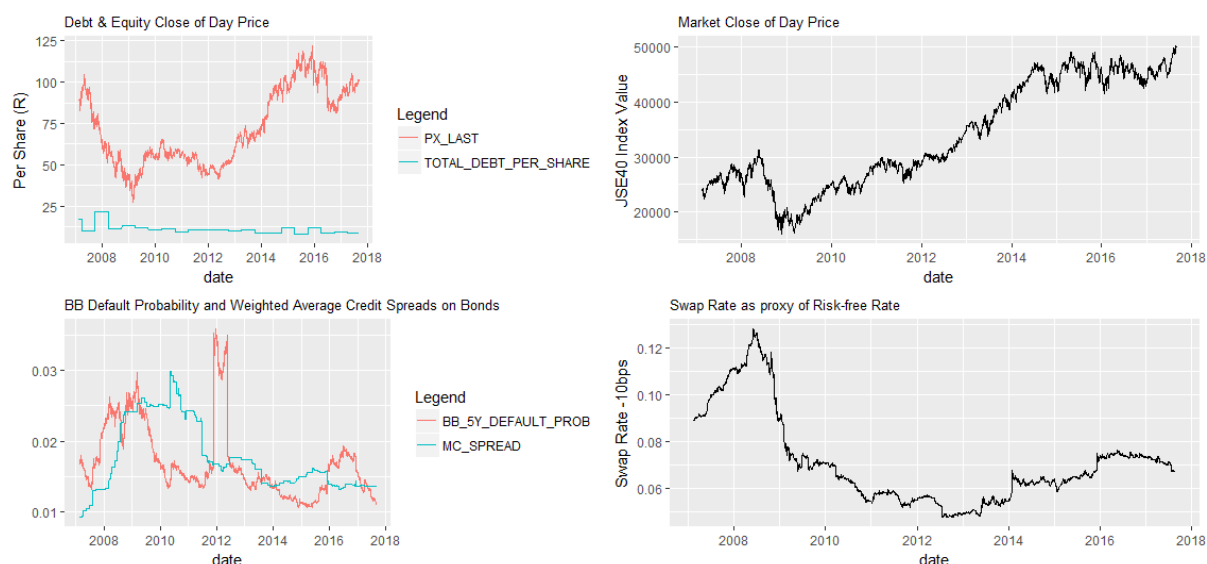 Debt & Equity Close of Day Price
Per Share (R)
125
100
75
50
25
2008 2010 2012 2014 2016 2018
date
Legend
PX_LAST
TOTAL_DEBT_PER_SHARE
Market Close of Day Price
JSE40 Index Value
50000
40000
30000
20000
2008 2010 2012 2014 2016 2018
date
BB Default Probability and Weighted Average Credit Spreads on Bonds
0.03
0.02
0.01
2008 2010 2012 2014 2016 2018
date
Legend
BB_5Y_DEFAULT_PROB
MC_SPREAD
Swap Rate as proxy of Risk-free Rate
Swap Rate -10bps
0.12
0.10
0.08
0.06
2008 2010 2012 2014 2016 2018
date